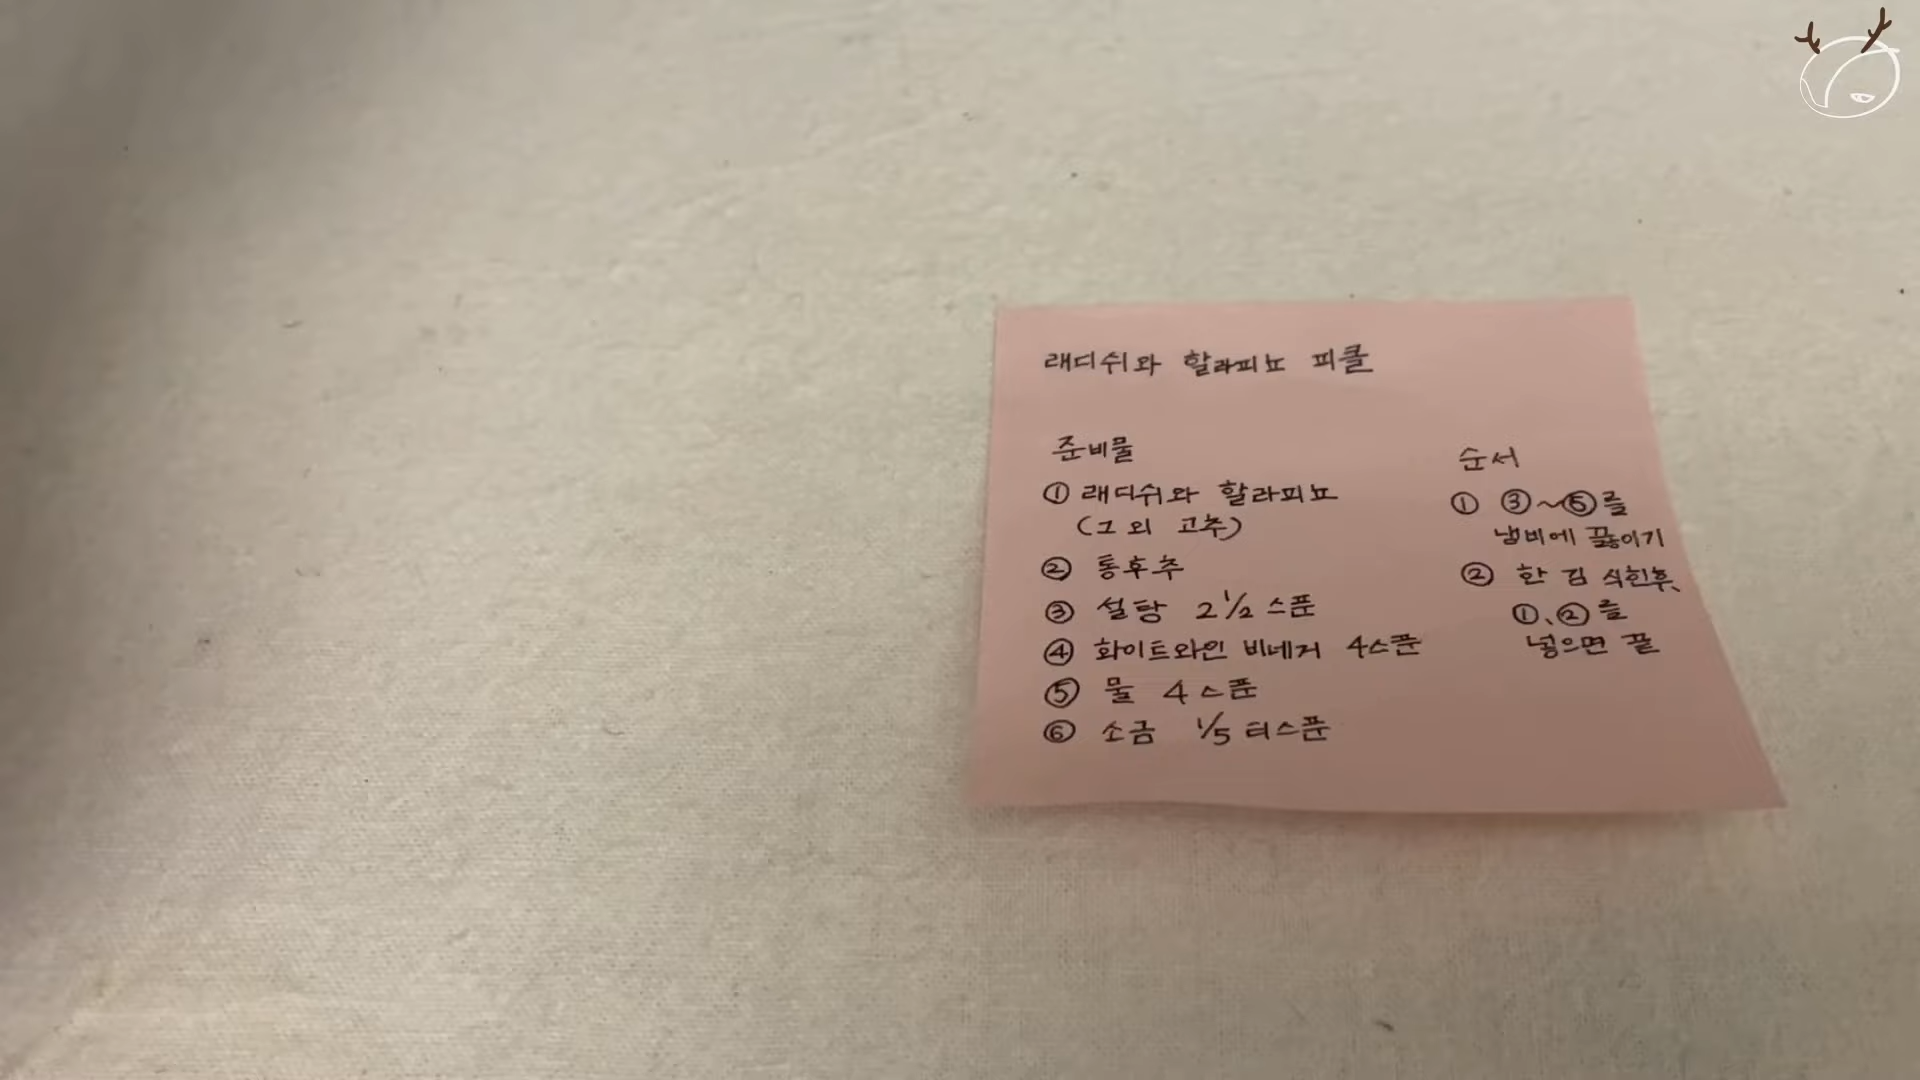 래디쉬와 할라피뇨 피클
준비물
① 래디쉬와 할라피뇨
(그 외 고추)
② 통후추
③ 설탕 2 1/2 스푼
④ 화이트와인 비네거 4스푼
⑤ 물 4 스푼
⑥ 소금 1/5 티스푼
순서
① ③~⑤를
냄비에 끓이기
② 한 김 식힌후,
①、②를
넣으면 끝